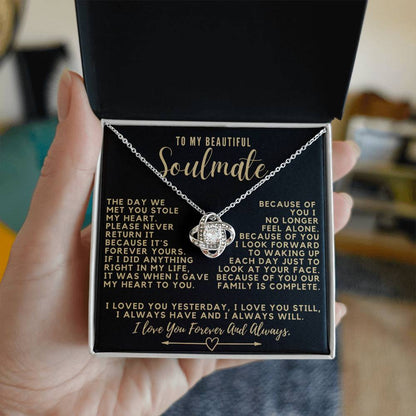 TO MY BEAUTIFUL
Soulmate
THE DAY WE
MET YOU STOLE
MY HEART.
PLEASE NEVER
RETURN IT
BECAUSE IT'S
FOREVER YOURS.
IF I DID ANYTHING
RIGHT IN MY LIFE,
IT WAS WHEN I GAVE
MY HEART TO YOU.
BECAUSE OF
YOU I
NO LONGER
FEEL ALONE.
BECAUSE OF YOU
I LOOK FORWARD
TO WAKING UP
EACH DAY JUST TO
LOOK AT YOUR FACE.
BECAUSE OF YOU OUR
FAMILY IS COMPLETE.
I LOVED YOU YESTERDAY, I LOVE YOU STILL,
I ALWAYS HAVE AND I ALWAYS WILL.
I love You Forever And Always.